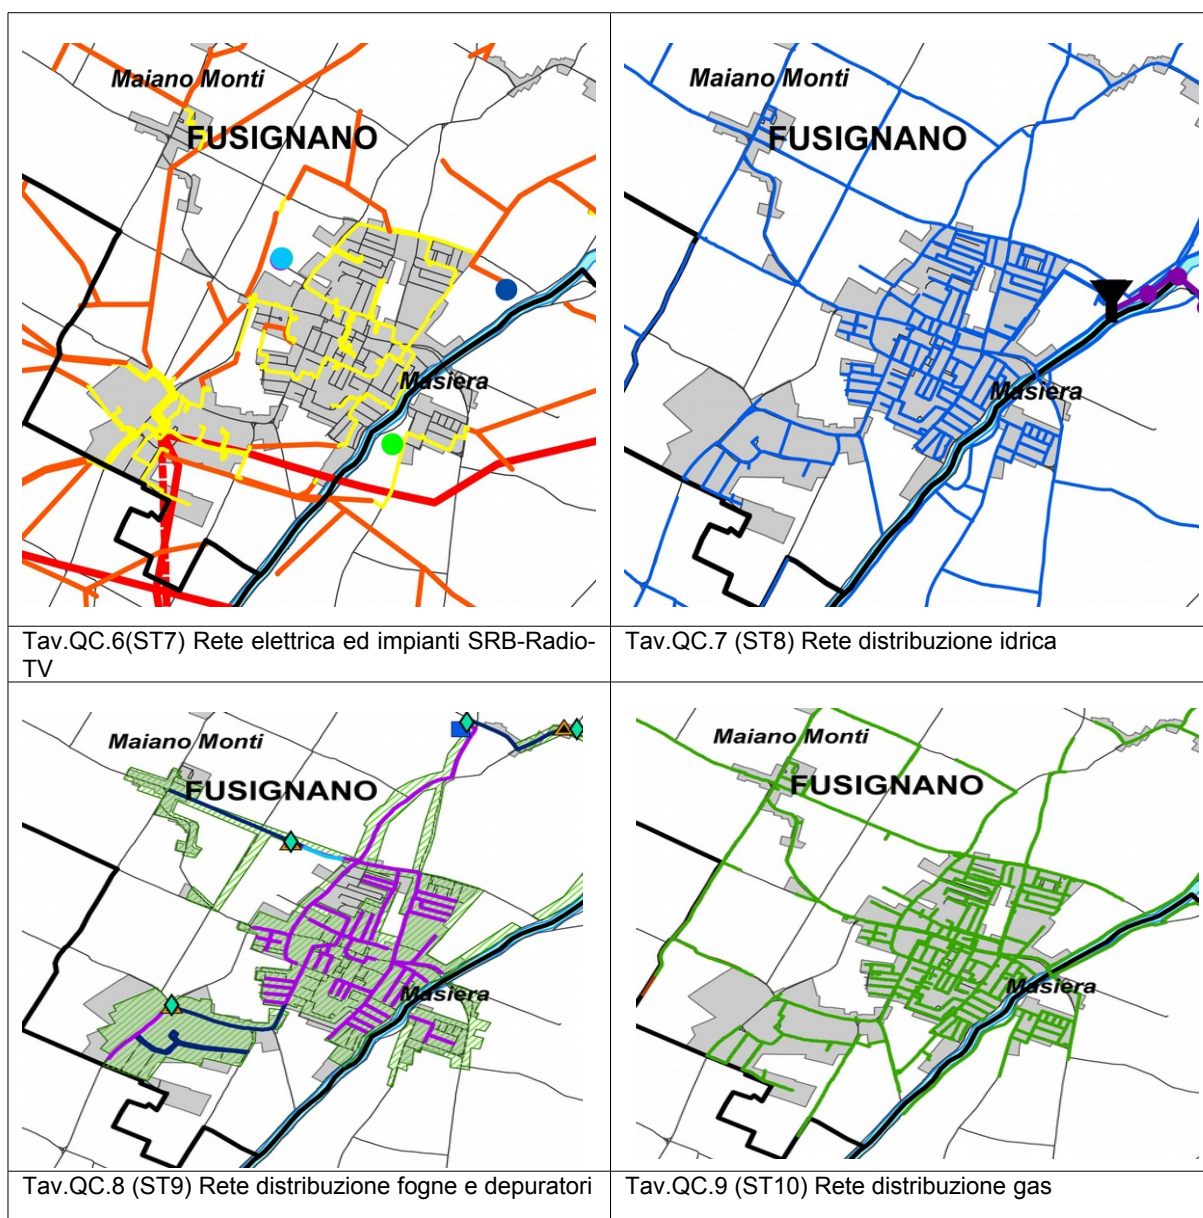 Maiano Monti
FUSIGNANO
Masiera
Maiano Monti
FUSIGNANO
Masiera
Tav.QC.6(ST7) Rete elettrica ed impianti SRB-Radio-
TV
Tav.QC.7 (ST8) Rete distribuzione idrica
Maiano Monti
FUSIGNANO
Masiera
Maiano Monti
FUSIGNANO
Masiera
Tav.QC.8 (ST9) Rete distribuzione fogne e depuratori
Tav.QC.9 (ST10) Rete distribuzione gas